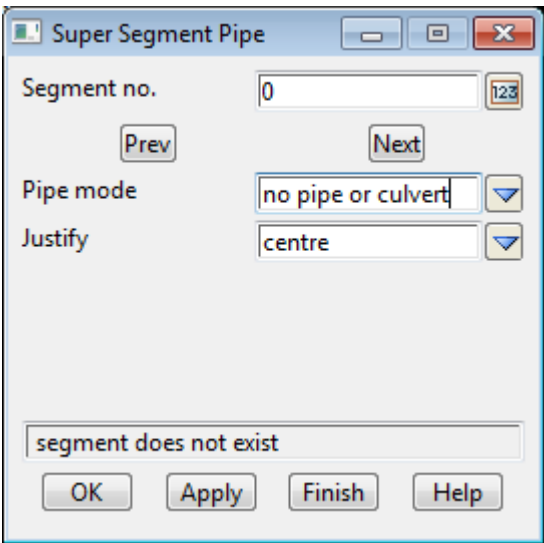 Super Segment Pipe
Segment no. 0 123
Prev Next
Pipe mode no pipe or culvert
Justify centre
segment does not exist
OK Apply Finish Help